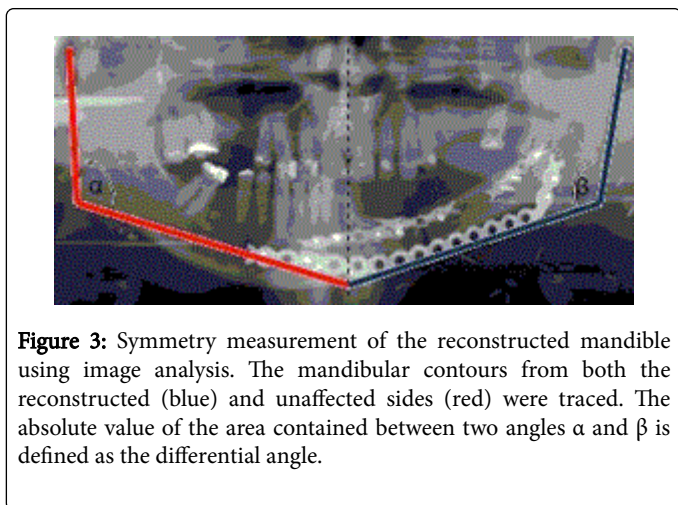 α β
Figure 3: Symmetry measurement of the reconstructed mandible
using image analysis. The mandibular contours from both the
reconstructed (blue) and unaffected sides (red) were traced. The
absolute value of the area contained between two angles α and β is
defined as the differential angle.